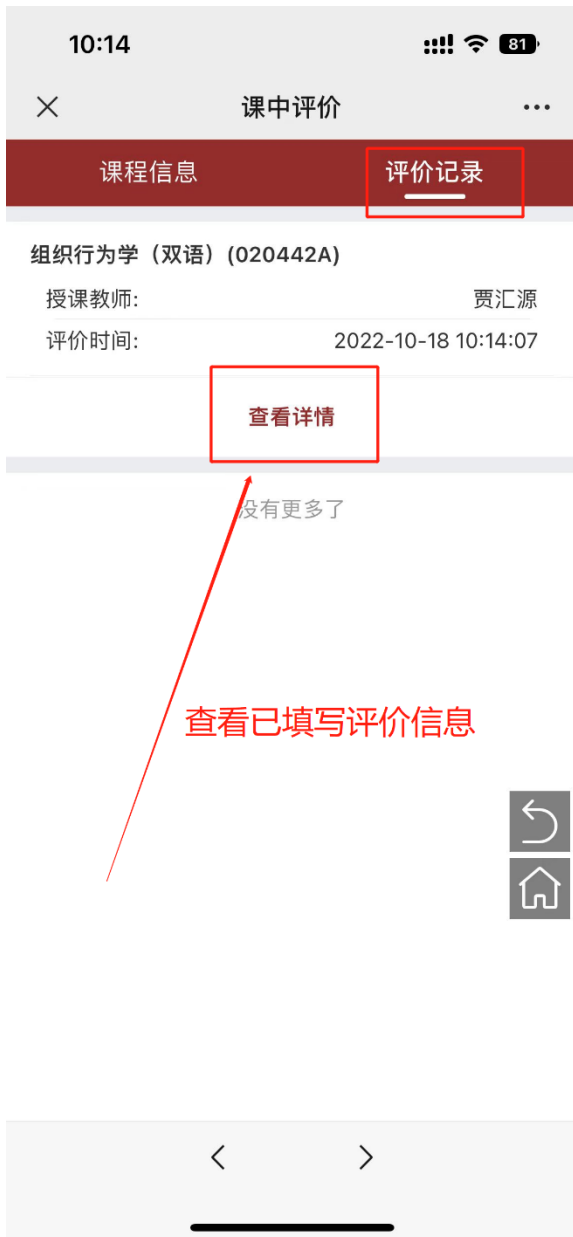 10:14
81
课中评价
课程信息 评价记录
组织行为学（双语）(020442A)
授课教师: 贾汇源
评价时间: 2022-10-18 10:14:07
查看详情
没有更多了
查看已填写评价信息